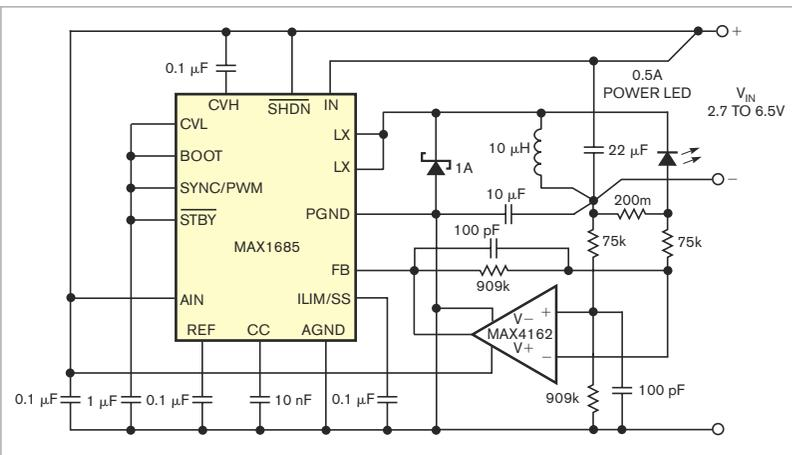 +
0.1 µF
0.5A
POWER LED
V_IN
2.7 TO 6.5V
CVH
SHDN
IN
CVL
LX
10 µH
22 µF
BOOT
LX
1A
SYNC/PWM
10 µF
–
200m
STBY
PGND
100 pF
75k
75k
MAX1685
FB
909k
AIN
ILIM/SS
V–
+
MAX4162
REF
CC
AGND
V+
–
0.1 µF
1 µF
0.1 µF
10 nF
0.1 µF
909k
100 pF